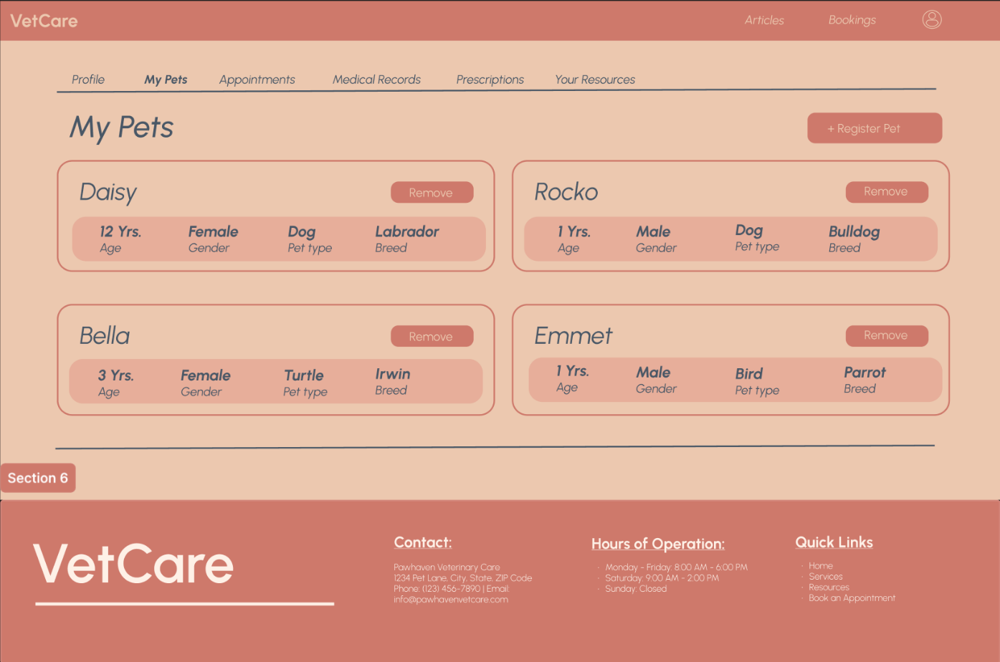 VetCare Articles Bookings
Profile My Pets Appointments Medical Records Prescriptions Your Resources
My Pets + Register Pet
Daisy Remove
12 Yrs. Female Dog Labrador
Age Gender Pet type Breed
Rocko Remove
1 Yrs. Male Dog Bulldog
Age Gender Pet type Breed
Bella Remove
3 Yrs. Female Turtle Irwin
Age Gender Pet type Breed
Emmet Remove
1 Yrs. Male Bird Parrot
Age Gender Pet type Breed
Section 6
VetCare
Contact:
Pawhaven Veterinary Care
1234 Pet Lane, City, State, ZIP Code
Phone: (123) 456-7890 | Email:
info@pawhavenvetcare.com
Hours of Operation:
· Monday - Friday: 8:00 AM - 6:00 PM
· Saturday: 9:00 AM - 2:00 PM
· Sunday: Closed
Quick Links
· Home
· Services
· Resources
· Book an Appointment